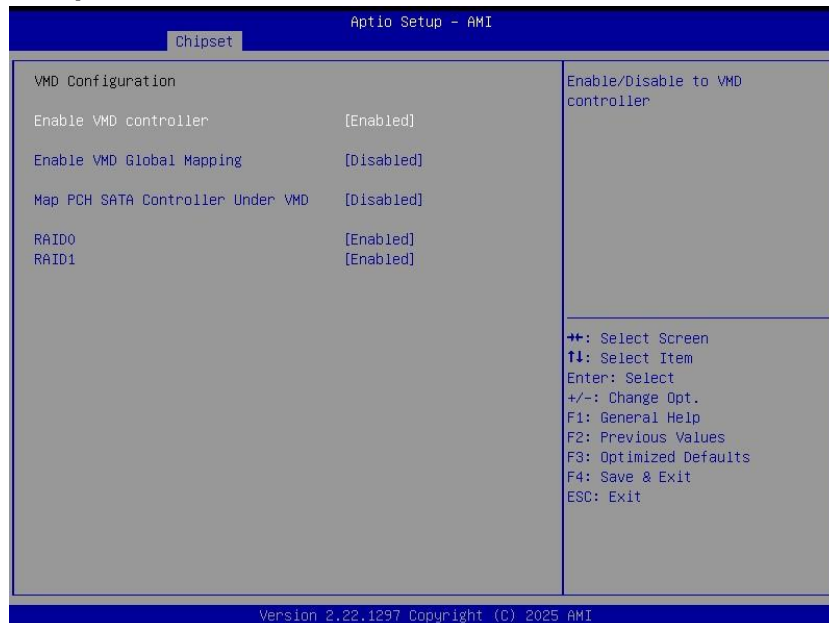 Aptio Setup - AMI
Chipset
VMD Configuration
Enable VMD controller [Enabled]
Enable VMD Global Mapping [Disabled]
Map PCH SATA Controller Under VMD [Disabled]
RAID0 [Enabled]
RAID1 [Enabled]
Enable/Disable to VMD
controller
→←: Select Screen
↑↓: Select Item
Enter: Select
+/-: Change Opt.
F1: General Help
F2: Previous Values
F3: Optimized Defaults
F4: Save & Exit
ESC: Exit
Version 2.22.1297 Copyright (C) 2025 AMI